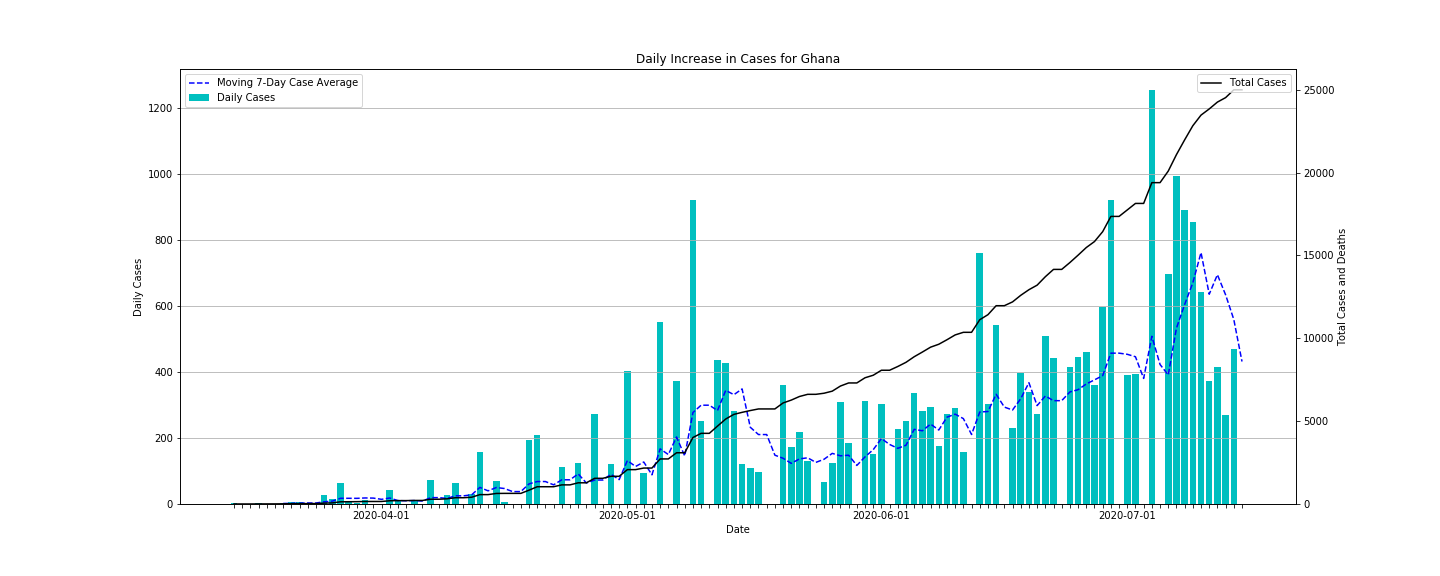 Daily Increase in Cases for Ghana
Moving 7-Day Case Average
Daily Cases
Total Cases
1200
1000
800
600
400
200
0
Daily Cases
25000
20000
15000
10000
5000
0
Total Cases and Deaths
2020-04-01
2020-05-01
2020-06-01
2020-07-01
Date